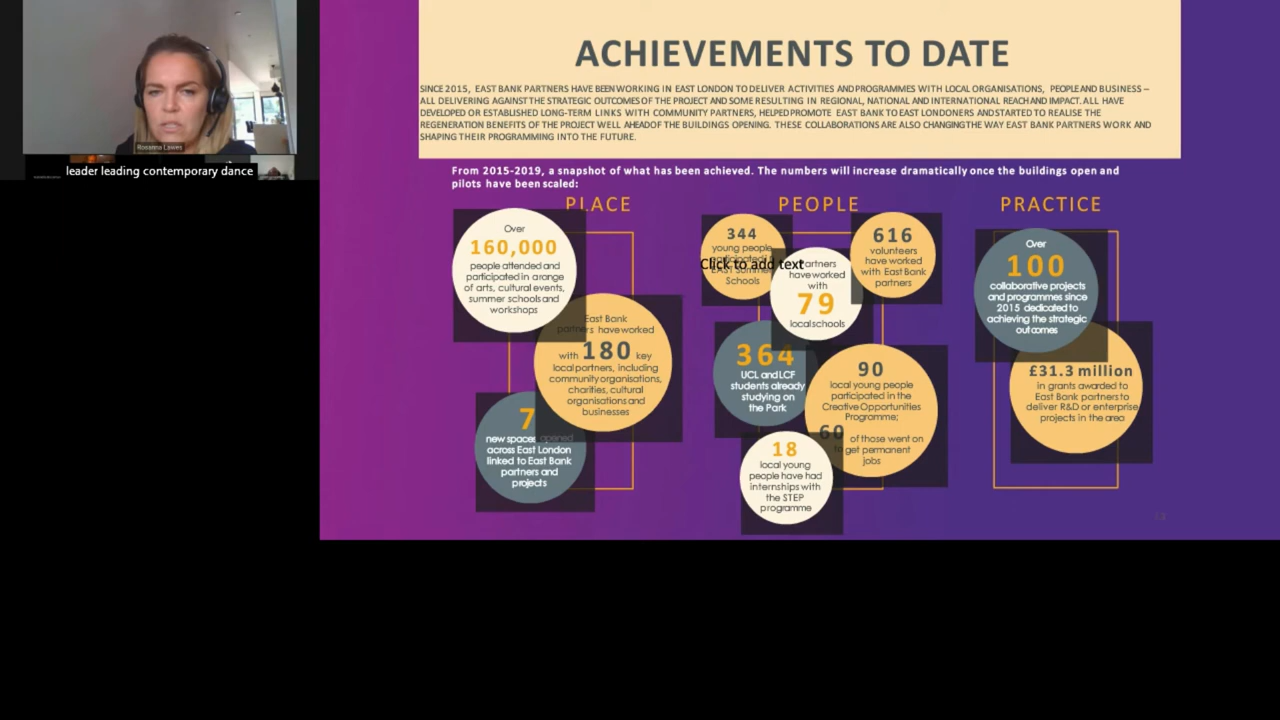 Rosanna Lawes
leader leading contemporary dance
ACHIEVEMENTS TO DATE
SINCE 2015, EAST BANK PARTNERS HAVE BEEN WORKING IN EAST LONDON TO DELIVER ACTIVITIES AND PROGRAMMES WITH LOCAL ORGANISATIONS, PEOPLE AND BUSINESS –
ALL DELIVERING AGAINST THE STRATEGIC OUTCOMES OF THE PROJECT AND SOME RESULTING IN REGIONAL, NATIONAL AND INTERNATIONAL REACH AND IMPACT. ALL HAVE
DEVELOPED OR ESTABLISHED LONG-TERM LINKS WITH COMMUNITY PARTNERS, HELPED PROMOTE EAST BANK TO EAST LONDONERS AND STARTED TO REALISE THE
REGENERATION BENEFITS OF THE PROJECT WELL AHEAD OF THE BUILDINGS OPENING. THESE COLLABORATIONS ARE ALSO CHANGING THE WAY EAST BANK PARTNERS WORK AND
SHAPING THEIR PROGRAMMING INTO THE FUTURE.
From 2015-2019, a snapshot of what has been achieved. The numbers will increase dramatically once the buildings open and
pilots have been scaled:
PLACE
Over
160,000
people attended and
participated in a range
of arts, cultural events,
summer schools and
workshops
East Bank
partners have worked
with 180 key
local partners, including
community organisations,
charities, cultural
organisations and
businesses
7
new spaces opened
across East London
linked to East Bank
partners and
projects
PEOPLE
344
young people
participated in
EAST Summer
Schools
Click to add text
Partners
have worked
with
79
local schools
616
volunteers
have worked
with East Bank
partners
364
UCL and LCF
students already
studying on
the Park
90
local young people
participated in the
Creative Opportunities
Programme;
60 of those went on
to get permanent
jobs
18
local young
people have had
internships with
the STEP
programme
PRACTICE
Over
100
collaborative projects
and programmes since
2015 dedicated to
achieving the strategic
outcomes
£31.3 million
in grants awarded to
East Bank partners to
deliver R&D or enterprise
projects in the area